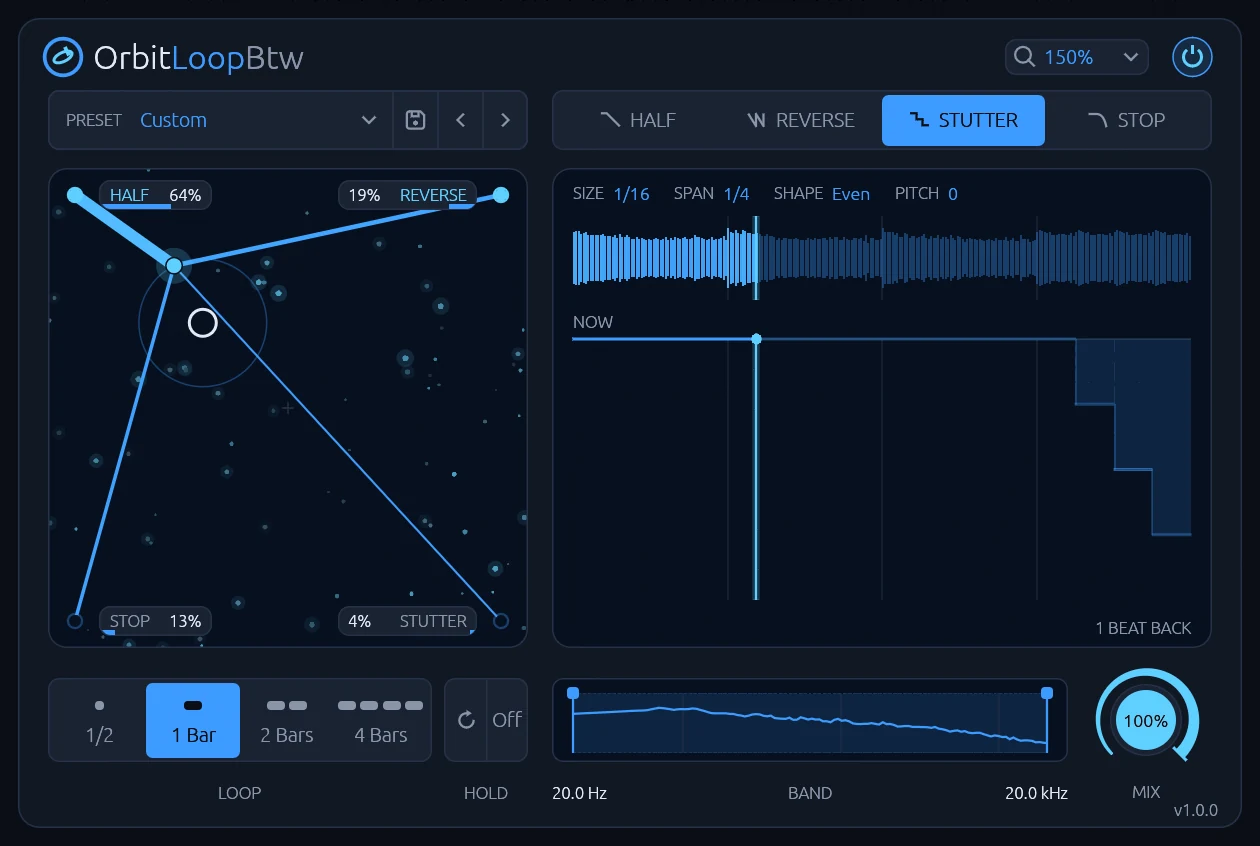 OrbitLoopBtw
150%
PRESET Custom
HALF REVERSE STUTTER STOP
HALF 64%
19% REVERSE
STOP 13%
4% STUTTER
SIZE 1/16 SPAN 1/4 SHAPE Even PITCH 0
NOW
1 BEAT BACK
1/2 1 Bar 2 Bars 4 Bars
Off
100%
LOOP
HOLD
20.0 Hz BAND 20.0 kHz
MIX
v1.0.0